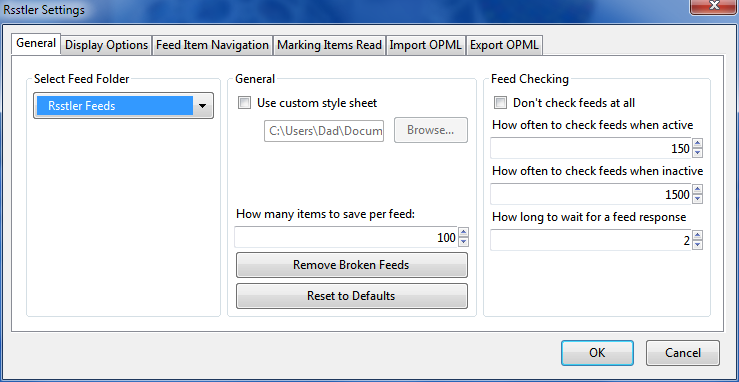 Rsstler Settings
General
Display Options
Feed Item Navigation
Marking Items Read
Import OPML
Export OPML
Select Feed Folder
Rsstler Feeds
General
Use custom style sheet
C:\Users\Dad\Docum
Browse...
How many items to save per feed:
100
Remove Broken Feeds
Reset to Defaults
Feed Checking
Don't check feeds at all
How often to check feeds when active
150
How often to check feeds when inactive
1500
How long to wait for a feed response
2
OK
Cancel